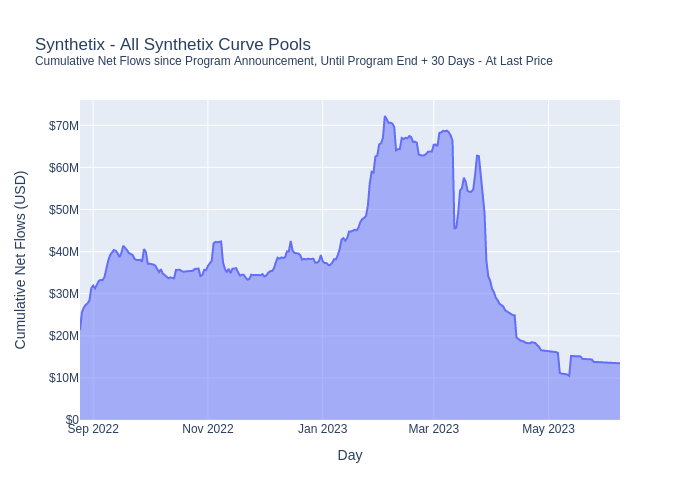 Synthetix - All Synthetix Curve Pools
Cumulative Net Flows since Program Announcement, Until Program End + 30 Days - At Last Price
Cumulative Net Flows (USD)
$70M
$60M
$50M
$40M
$30M
$20M
$10M
$0
Sep 2022
Nov 2022
Jan 2023
Mar 2023
May 2023
Day